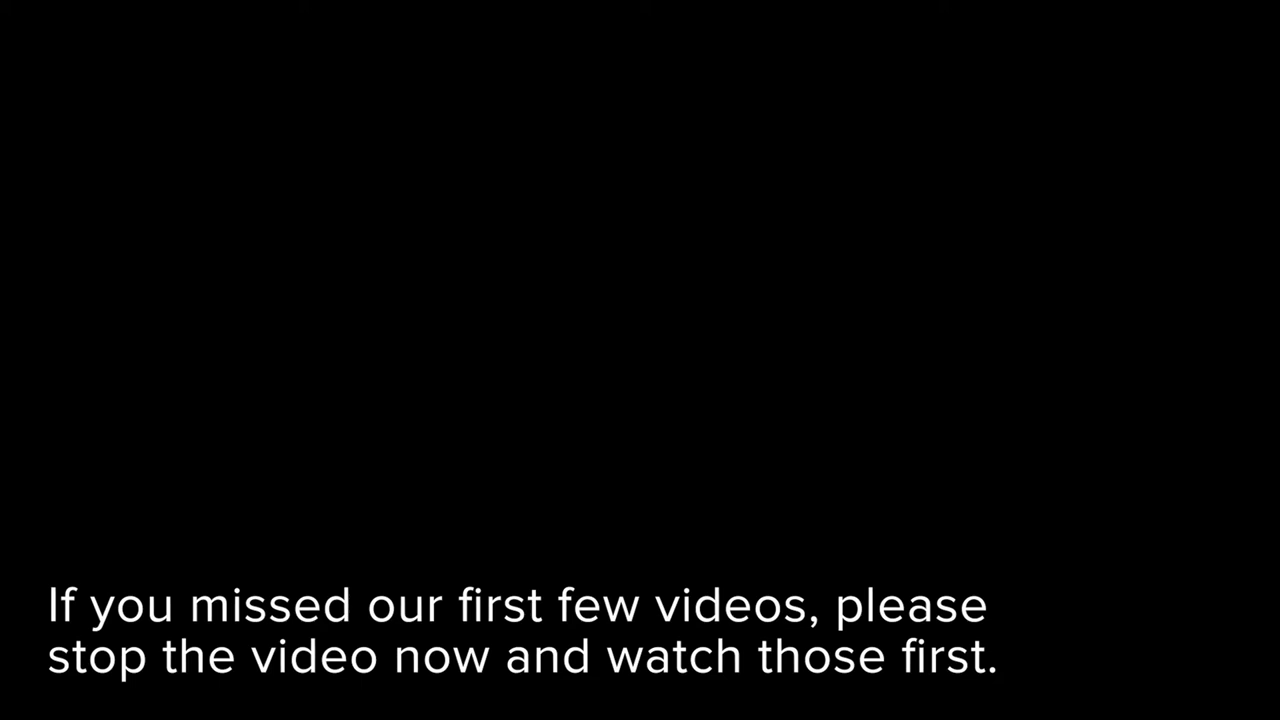 If you missed our first few videos, please
stop the video now and watch those first.